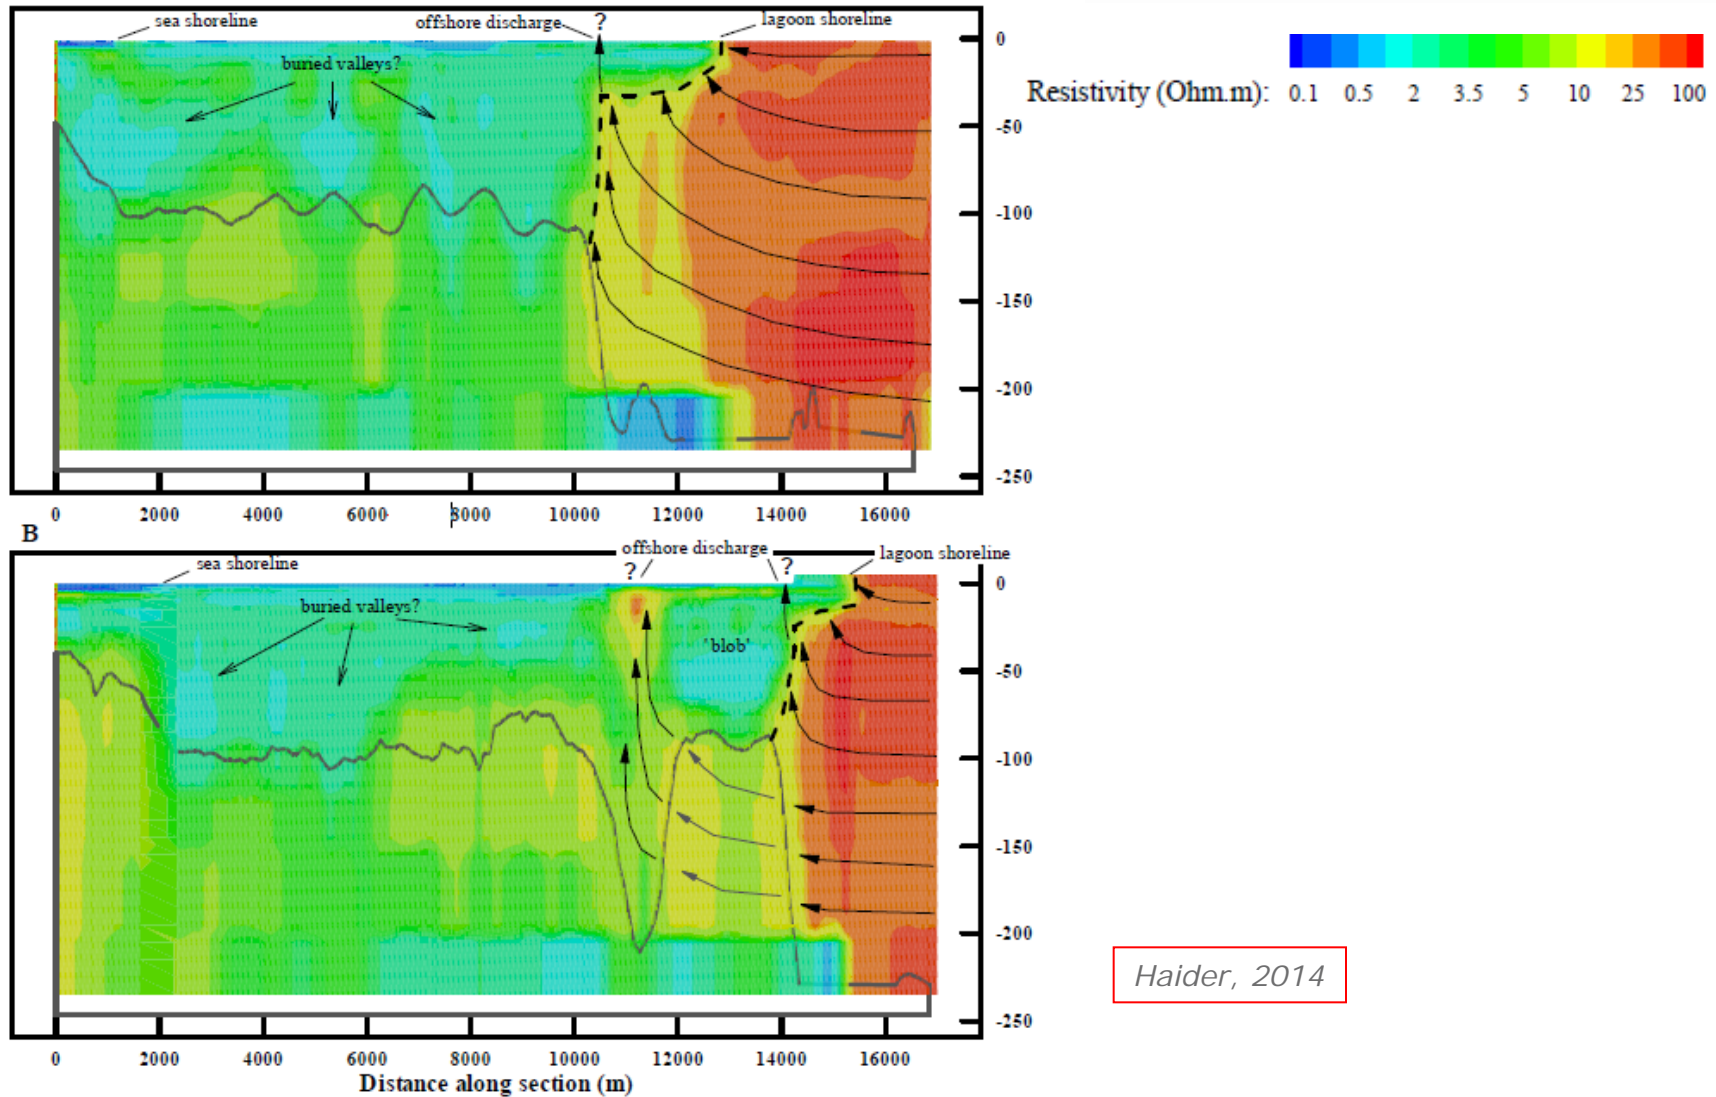 sea shoreline
offshore discharge
?
lagoon shoreline
buried valleys?
0
-50
-100
-150
-200
-250
0 2000 4000 6000 8000 10000 12000 14000 16000
Resistivity (Ohm.m): 0.1 0.5 2 3.5 5 10 25 100
B
sea shoreline
offshore discharge
? ?
lagoon shoreline
buried valleys?
'blob'
0
-50
-100
-150
-200
-250
0 2000 4000 6000 8000 10000 12000 14000 16000
Distance along section (m)
Haider, 2014